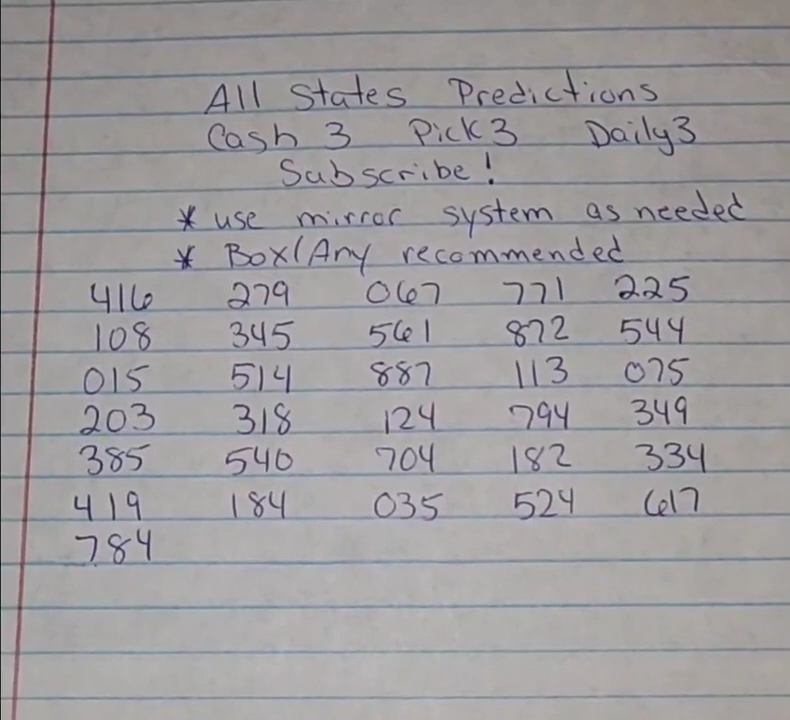 All States Predictions
Cash 3 Pick 3 Daily 3
Subscribe!
* use mirror system as needed
* Box/Any recommended
416 279 067 771 225
108 345 561 872 544
015 514 887 113 075
203 318 124 794 349
385 540 704 182 334
419 184 035 524 617
784